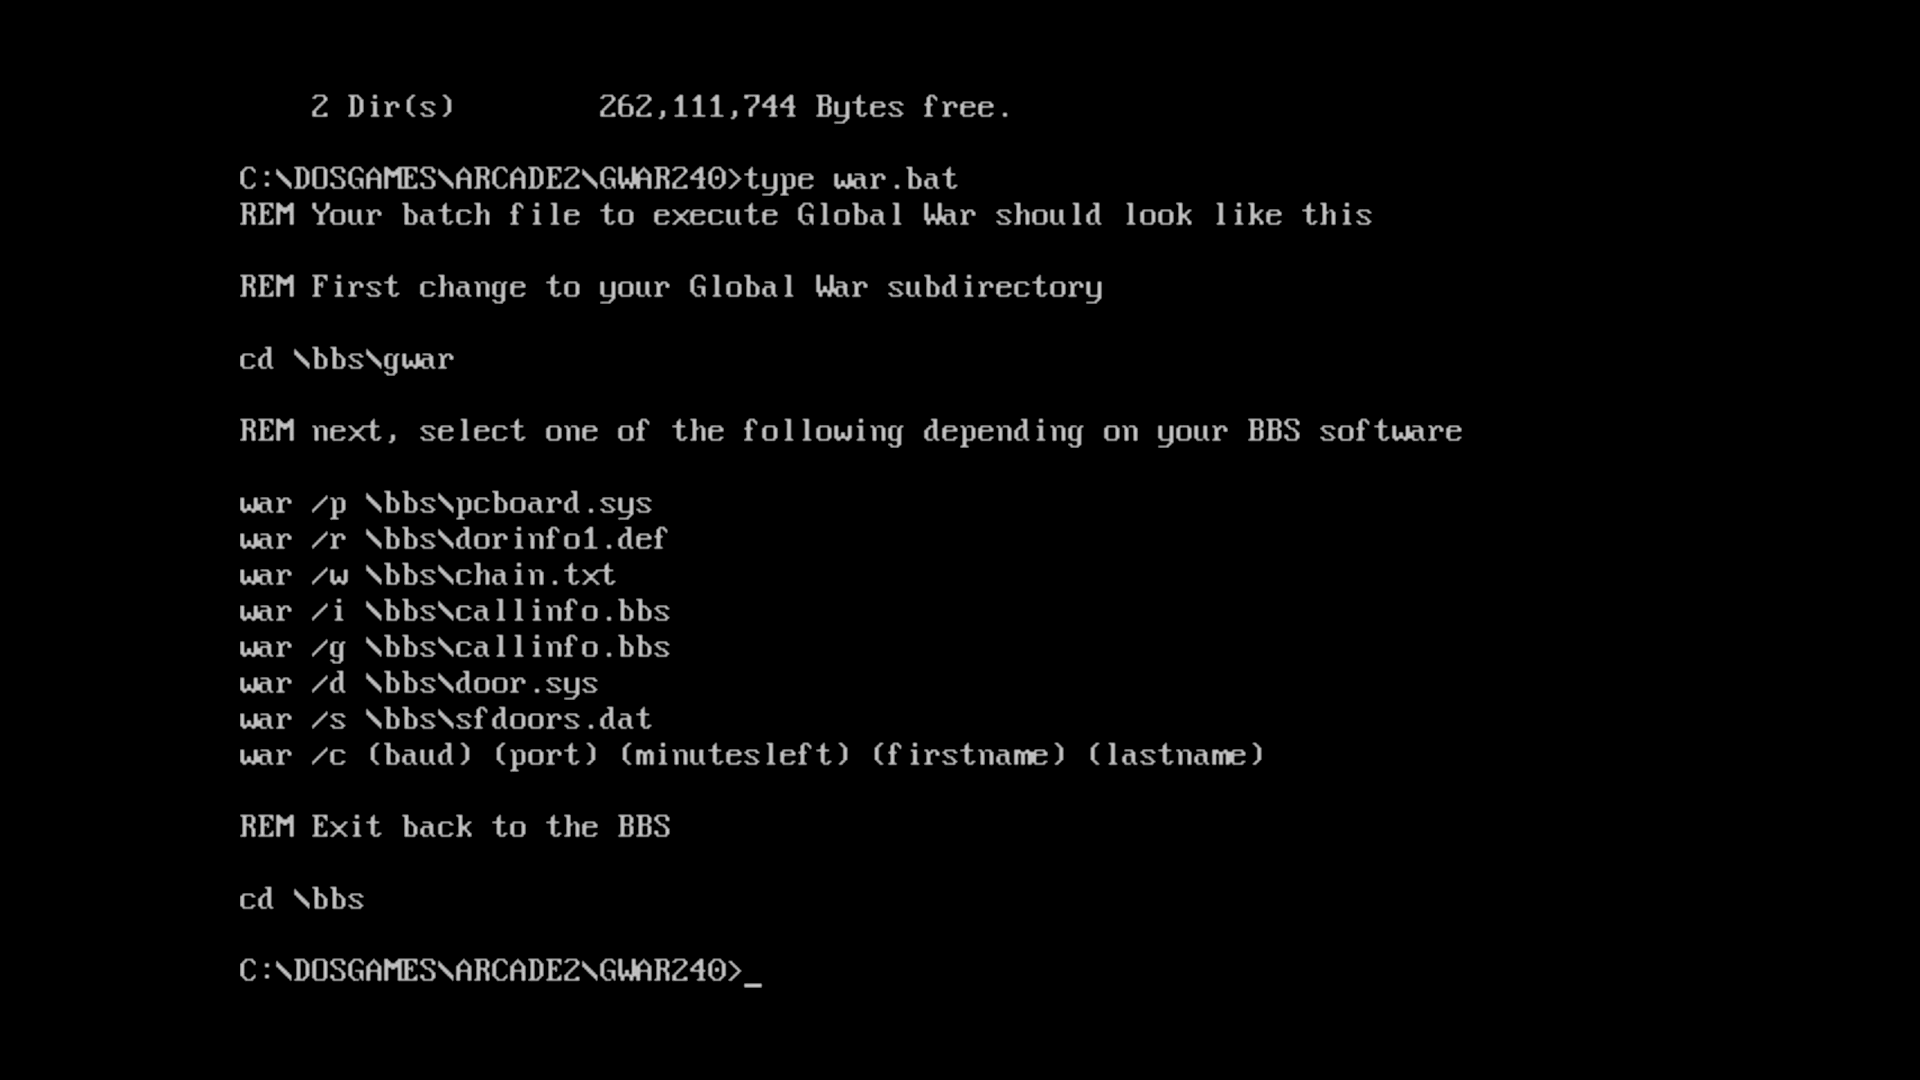 2 Dir(s)        262,111,744 Bytes free.
C:\DOSGAMES\ARCADE2\GWAR240>type war.bat
REM Your batch file to execute Global War should look like this
REM First change to your Global War subdirectory
cd \bbs\gwar
REM next, select one of the following depending on your BBS software
war /p \bbs\pcboard.sys
war /r \bbs\dorinfo1.def
war /w \bbs\chain.txt
war /i \bbs\callinfo.bbs
war /g \bbs\callinfo.bbs
war /d \bbs\door.sys
war /s \bbs\sfdoors.dat
war /c (baud) (port) (minutesleft) (firstname) (lastname)
REM Exit back to the BBS
cd \bbs
C:\DOSGAMES\ARCADE2\GWAR240>_